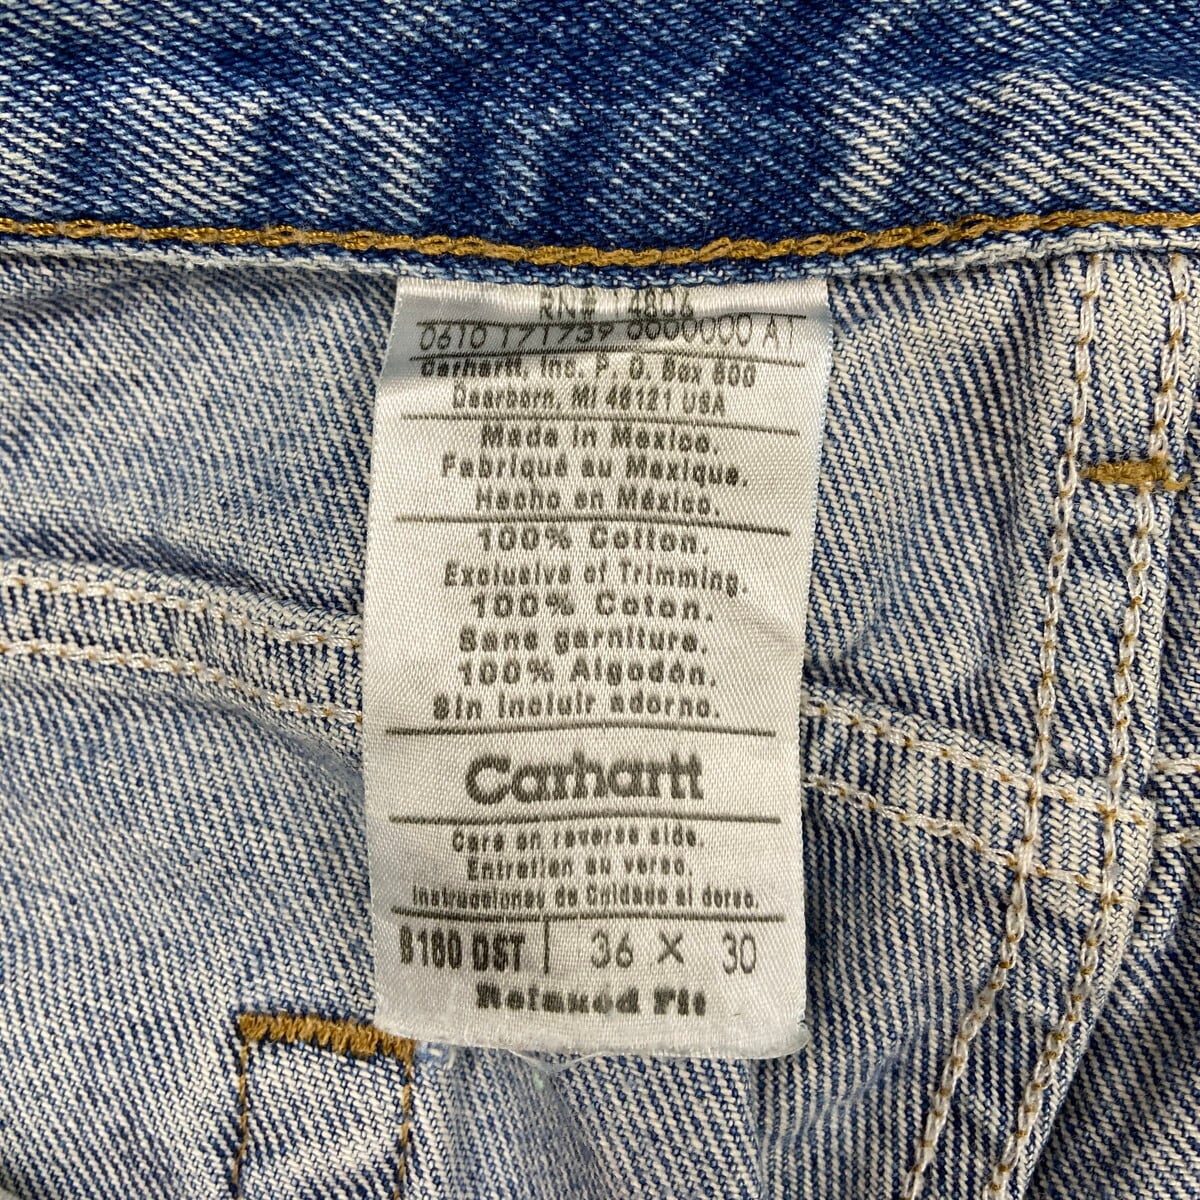 RN# 14806
0610 171739 0000000 A1
Carhartt, Inc. P. O. Box 600
Dearborn, MI 48121 USA
Made in Mexico.
Fabriqué au Mexique.
Hecho en México.
100% Cotton.
Exclusive of Trimming.
100% Coton.
Sans garniture.
100% Algodón.
Sin incluir adorno.
Carhartt
Care on reverse side.
Entretien au verso.
Instrucciones de Cuidado al dorso.
B160 DST 36 X 30
Relaxed Fit